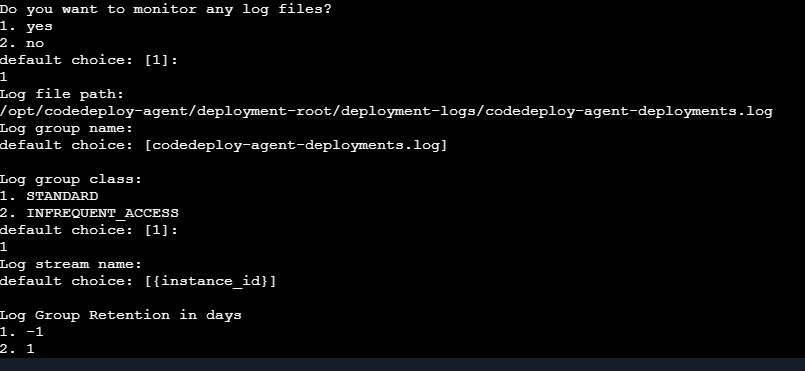 Do you want to monitor any log files?
1. yes
2. no
default choice: [1]:
1
Log file path:
/opt/codedeploy-agent/deployment-root/deployment-logs/codedeploy-agent-deployments.log
Log group name:
default choice: [codedeploy-agent-deployments.log]
Log group class:
1. STANDARD
2. INFREQUENT_ACCESS
default choice: [1]:
1
Log stream name:
default choice: [{instance_id}]
Log Group Retention in days
1. -1
2. 1